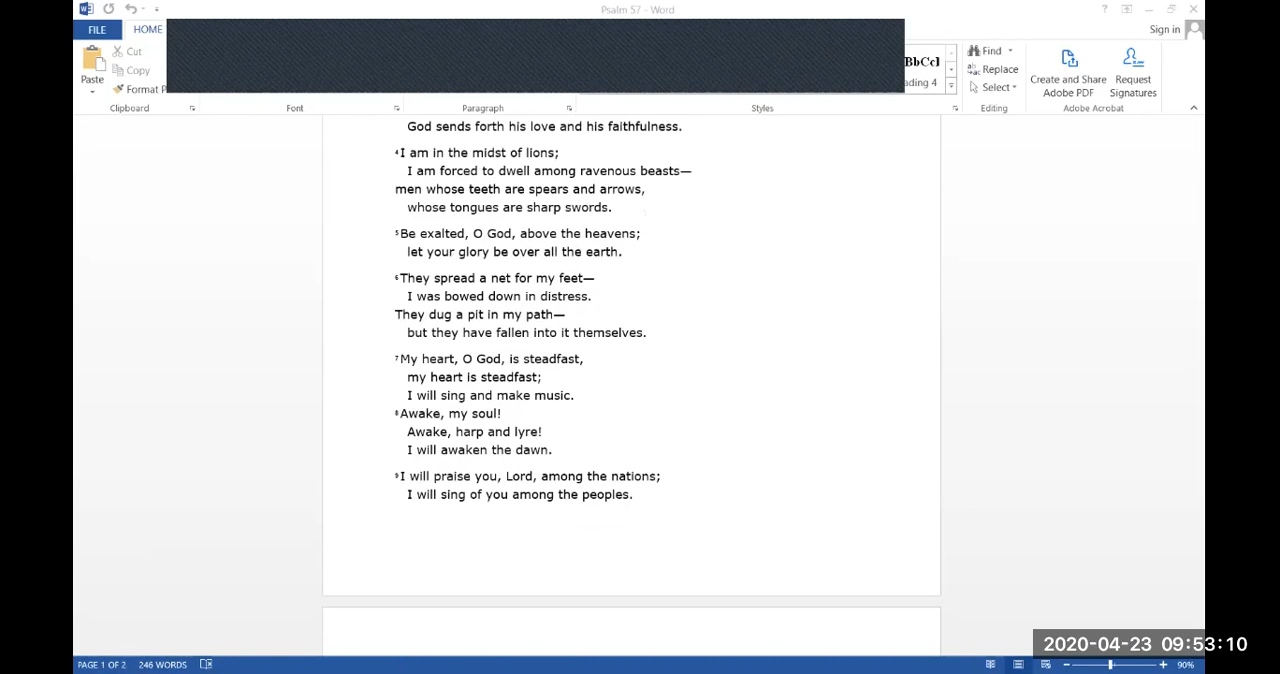 Psalm 57 - Word
?
FILE
HOME
Sign in
Paste
Cut
Copy
Format P
BbCcI
ading 4
Find
Replace
Select
Create and Share
Adobe PDF
Request
Signatures
Clipboard
Font
Paragraph
Styles
Editing
Adobe Acrobat
God sends forth his love and his faithfulness.
4I am in the midst of lions;
I am forced to dwell among ravenous beasts—
men whose teeth are spears and arrows,
whose tongues are sharp swords.
5Be exalted, O God, above the heavens;
let your glory be over all the earth.
6They spread a net for my feet—
I was bowed down in distress.
They dug a pit in my path—
but they have fallen into it themselves.
7My heart, O God, is steadfast,
my heart is steadfast;
I will sing and make music.
8Awake, my soul!
Awake, harp and lyre!
I will awaken the dawn.
9I will praise you, Lord, among the nations;
I will sing of you among the peoples.
2020-04-23 09:53:10
PAGE 1 OF 2 246 WORDS
90%